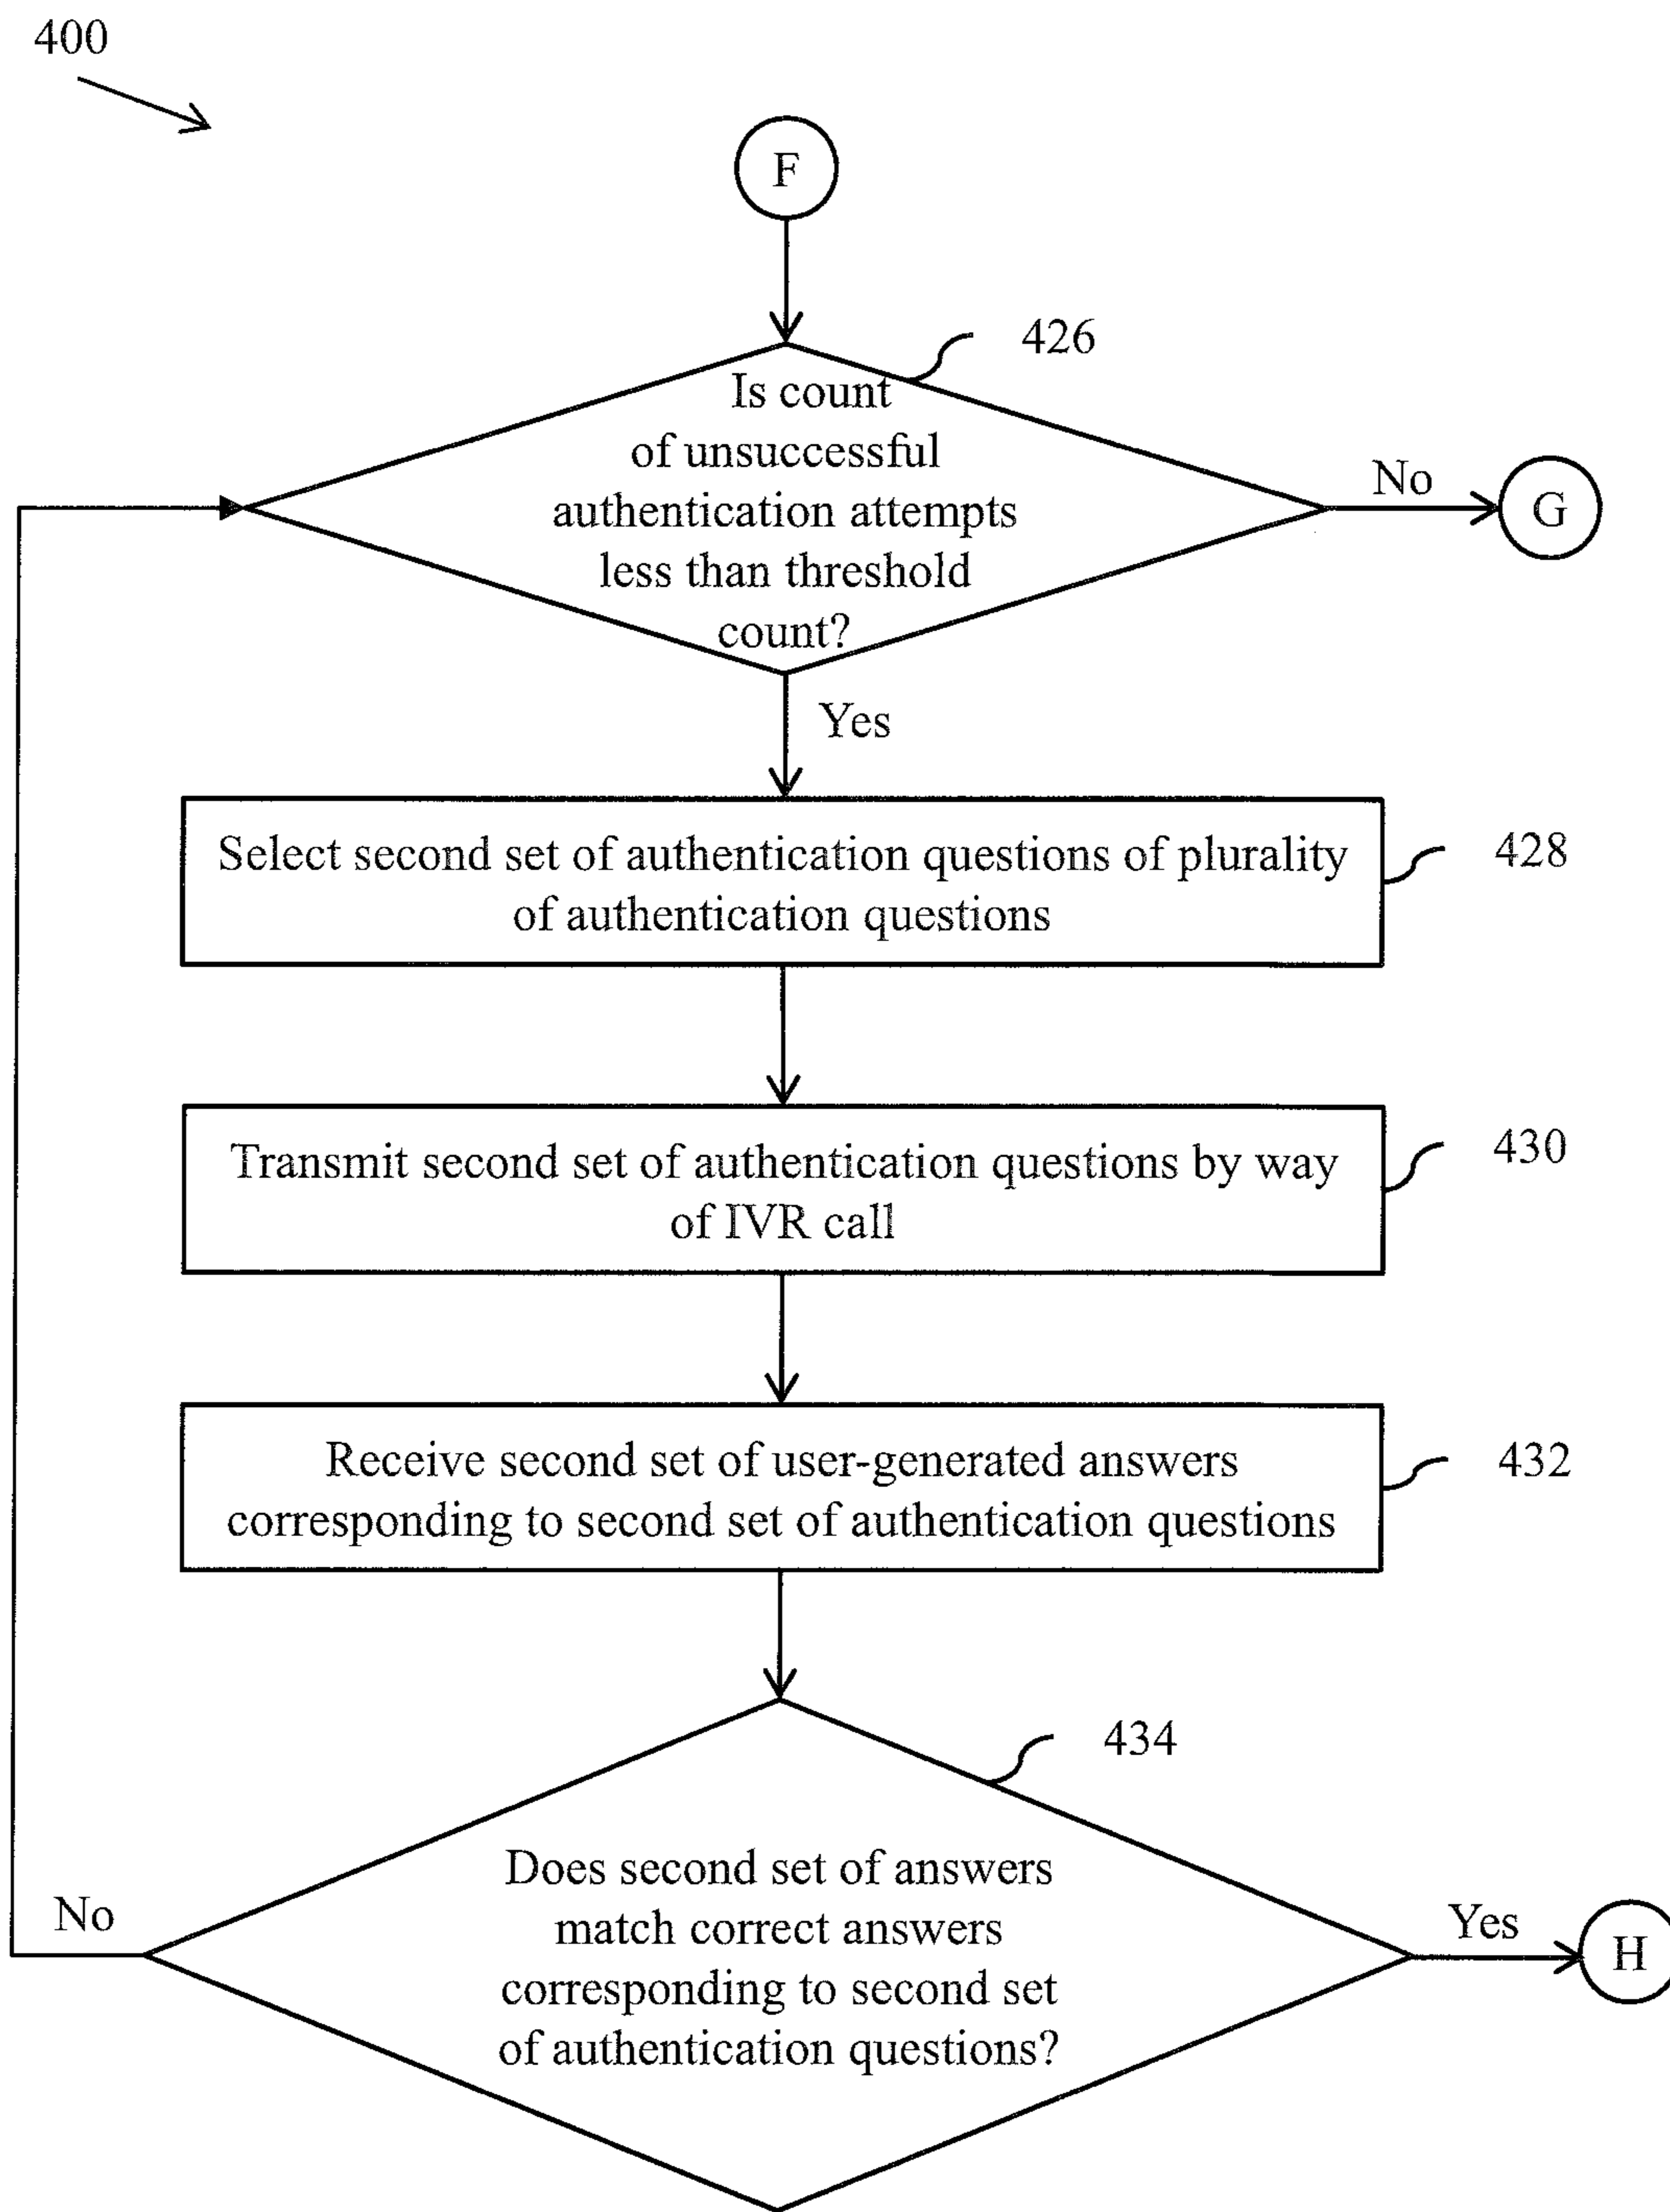 400
F
426
Is count
of unsuccessful
authentication attempts
less than threshold
count?
No
G
Yes
Select second set of authentication questions of plurality
of authentication questions
428
Transmit second set of authentication questions by way
of IVR call
430
Receive second set of user-generated answers
corresponding to second set of authentication questions
432
434
Does second set of answers
match correct answers
corresponding to second set
of authentication questions?
No
Yes
H